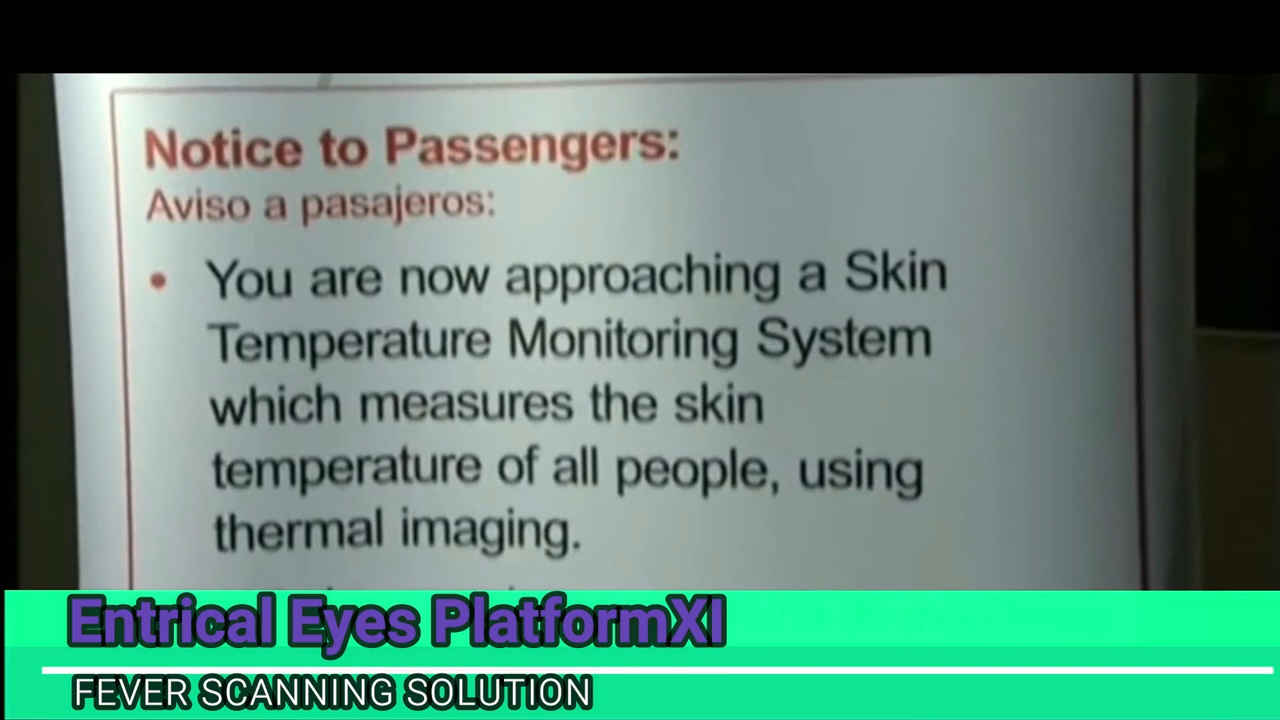 Notice to Passengers:
Aviso a pasajeros:
• You are now approaching a Skin
Temperature Monitoring System
which measures the skin
temperature of all people, using
thermal imaging.
Entrical Eyes PlatformXI
FEVER SCANNING SOLUTION